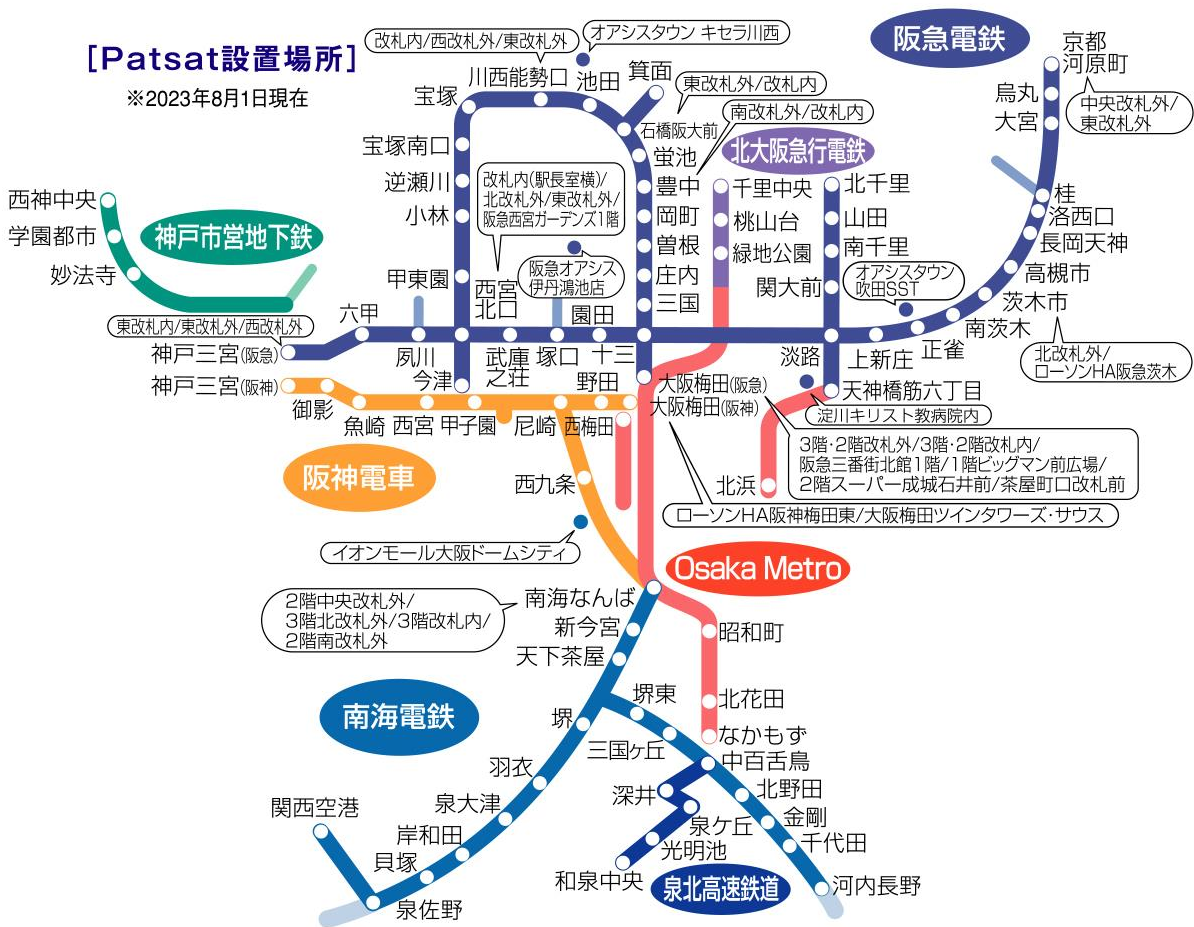 [Patsat設置場所]
※2023年8月1日現在
阪急電鉄
改札内/西改札外/東改札外
オアシスタウン キセラ川西
川西能勢口
池田
箕面
宝塚
東改札外/改札内
南改札外/改札内
石橋阪大前
北大阪急行電鉄
京都
河原町
烏丸
大宮
中央改札外/
東改札外
宝塚南口
逆瀬川
小林
蛍池
豊中
岡町
曽根
庄内
三国
千里中央
桃山台
緑地公園
北千里
山田
南千里
関大前
桂
洛西口
長岡天神
高槻市
茨木市
南茨木
正雀
上新庄
淡路
西神中央
学園都市
妙法寺
神戸市営地下鉄
改札内(駅長室横)/
北改札外/東改札外/
阪急西宮ガーデンズ1階
阪急オアシス
伊丹鴻池店
オアシスタウン
吹田SST
甲東園
西宮
北口
園田
六甲
東改札内/東改札外/西改札外
神戸三宮(阪急)
夙川
今津
武庫
之荘
塚口
十三
北改札外/
ローソンHA阪急茨木
神戸三宮(阪神)
御影
魚崎
西宮
甲子園
尼崎
野田
西梅田
大阪梅田(阪急)
大阪梅田(阪神)
天神橋筋六丁目
淀川キリスト教病院内
3階・2階改札外/3階・2階改札内/
阪急三番街北館1階/1階ビッグマン前広場/
2階スーパー成城石井前/茶屋町口改札前
北浜
ローソンHA阪神梅田東/大阪梅田ツインタワーズ・サウス
阪神電車
西九条
イオンモール大阪ドームシティ
Osaka Metro
2階中央改札外/
3階北改札外/3階改札内/
2階南改札外
南海なんば
新今宮
天下茶屋
昭和町
北花田
なかもず
南海電鉄
堺東
堺
三国ヶ丘
中百舌鳥
羽衣
深井
北野田
泉大津
泉ケ丘
金剛
関西空港
岸和田
光明池
千代田
貝塚
和泉中央
泉北高速鉄道
河内長野
泉佐野